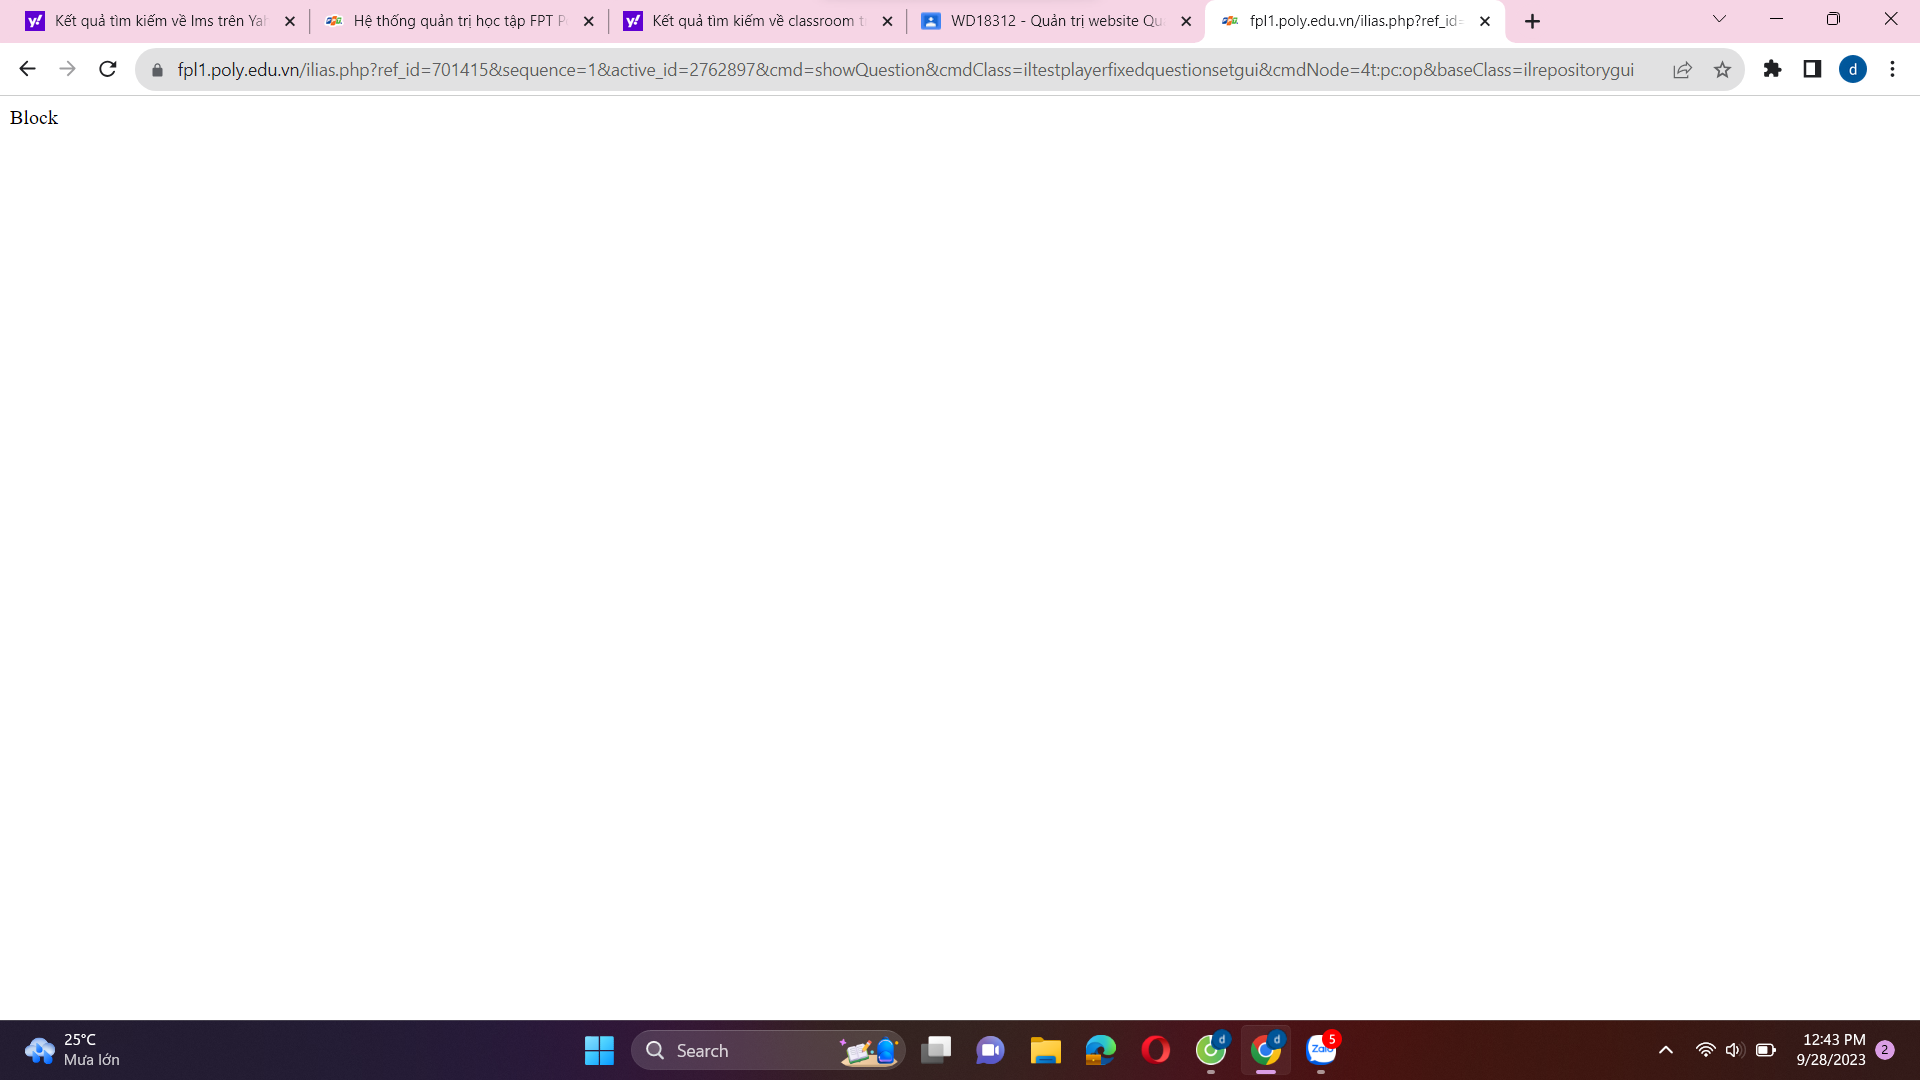 Kết quả tìm kiếm về lms trên Yah
Hệ thống quản trị học tập FPT P
Kết quả tìm kiếm về classroom t
WD18312 - Quản trị website Qu
fpl1.poly.edu.vn/ilias.php?ref_id=
fpl1.poly.edu.vn/ilias.php?ref_id=701415&sequence=1&active_id=2762897&cmd=showQuestion&cmdClass=iltestplayerfixedquestionsetgui&cmdNode=4t:pc:op&baseClass=ilrepositorygui
d
Block
25°C
Mưa lớn
Search
d
d
Zalo
5
12:43 PM
9/28/2023
2